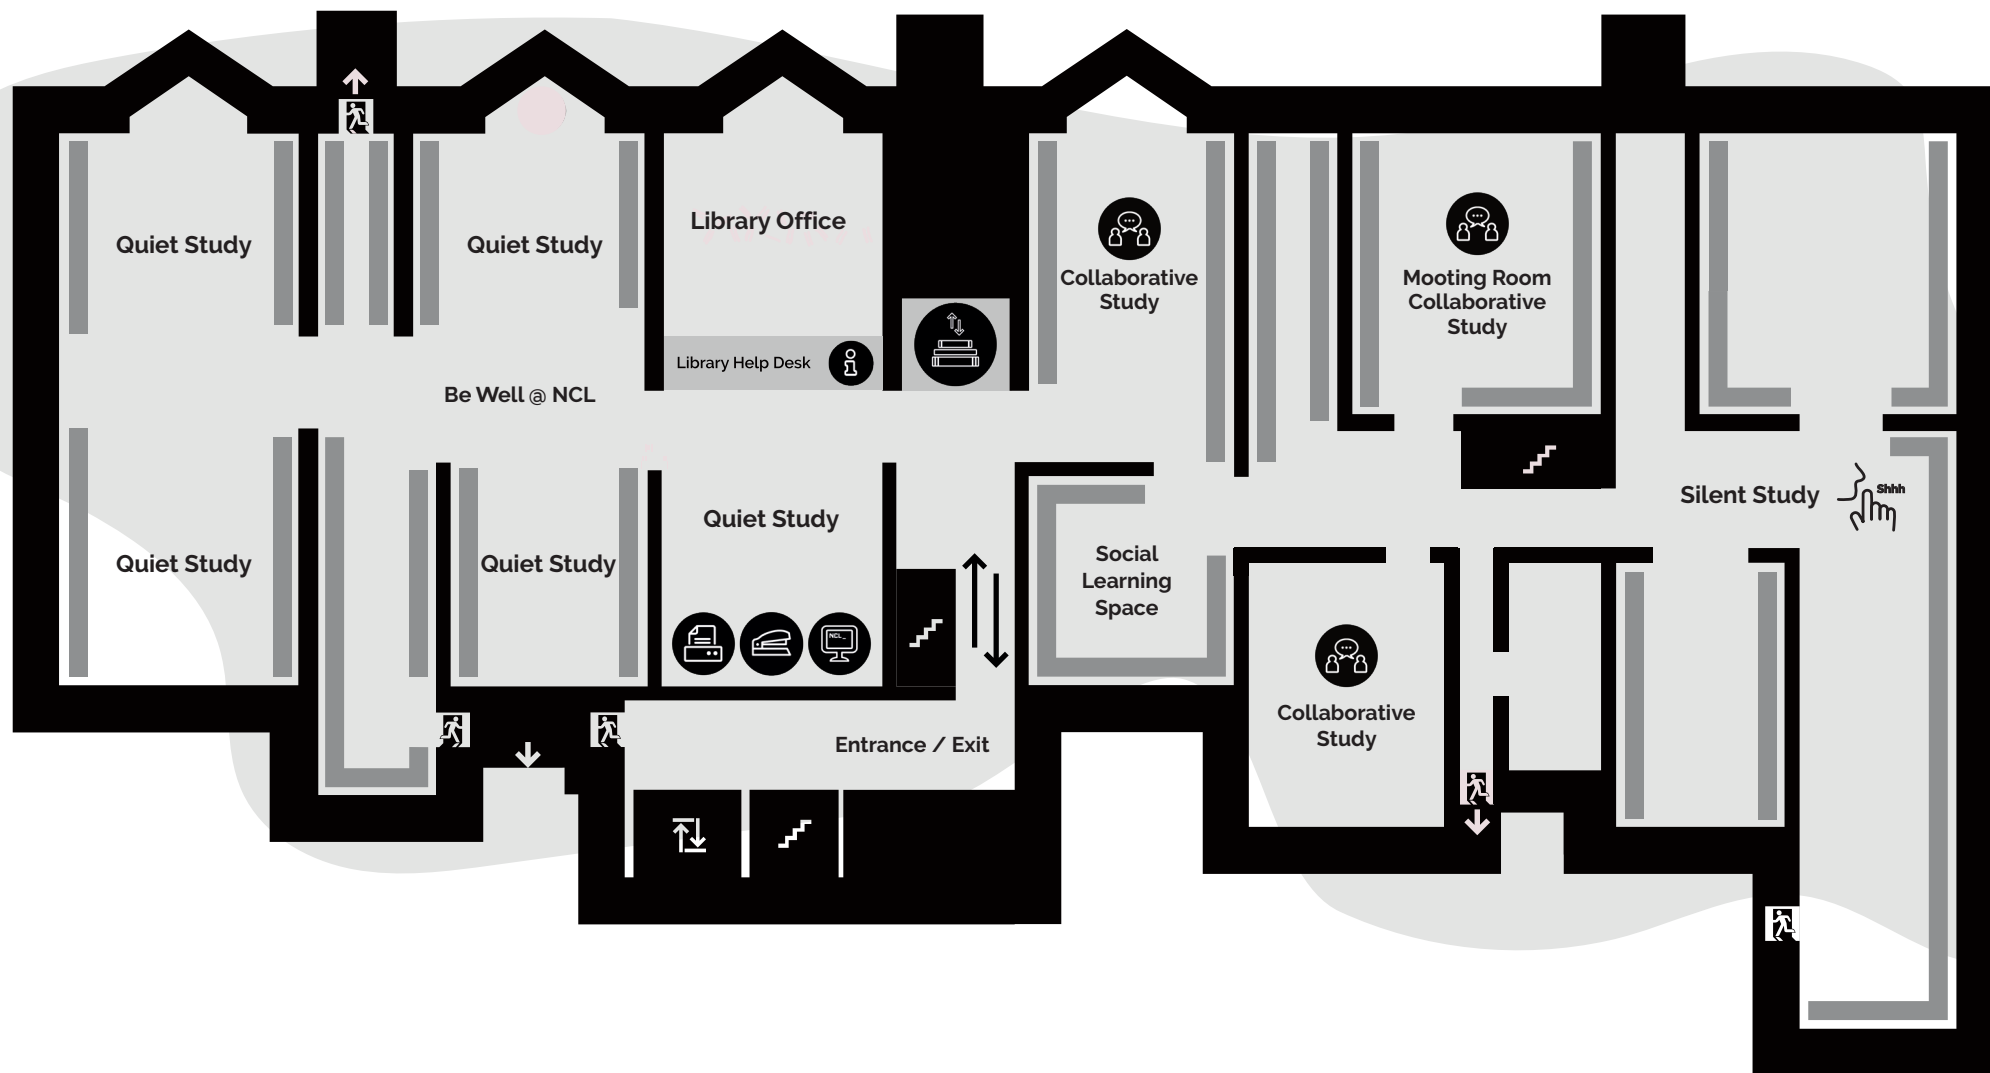 Quiet Study
Quiet Study
Library Office
Library Help Desk
Be Well @ NCL
Collaborative
Study
Mooting Room
Collaborative
Study
Silent Study
Shhh
Quiet Study
Quiet Study
Quiet Study
NCL_
Social
Learning
Space
Entrance / Exit
Collaborative
Study